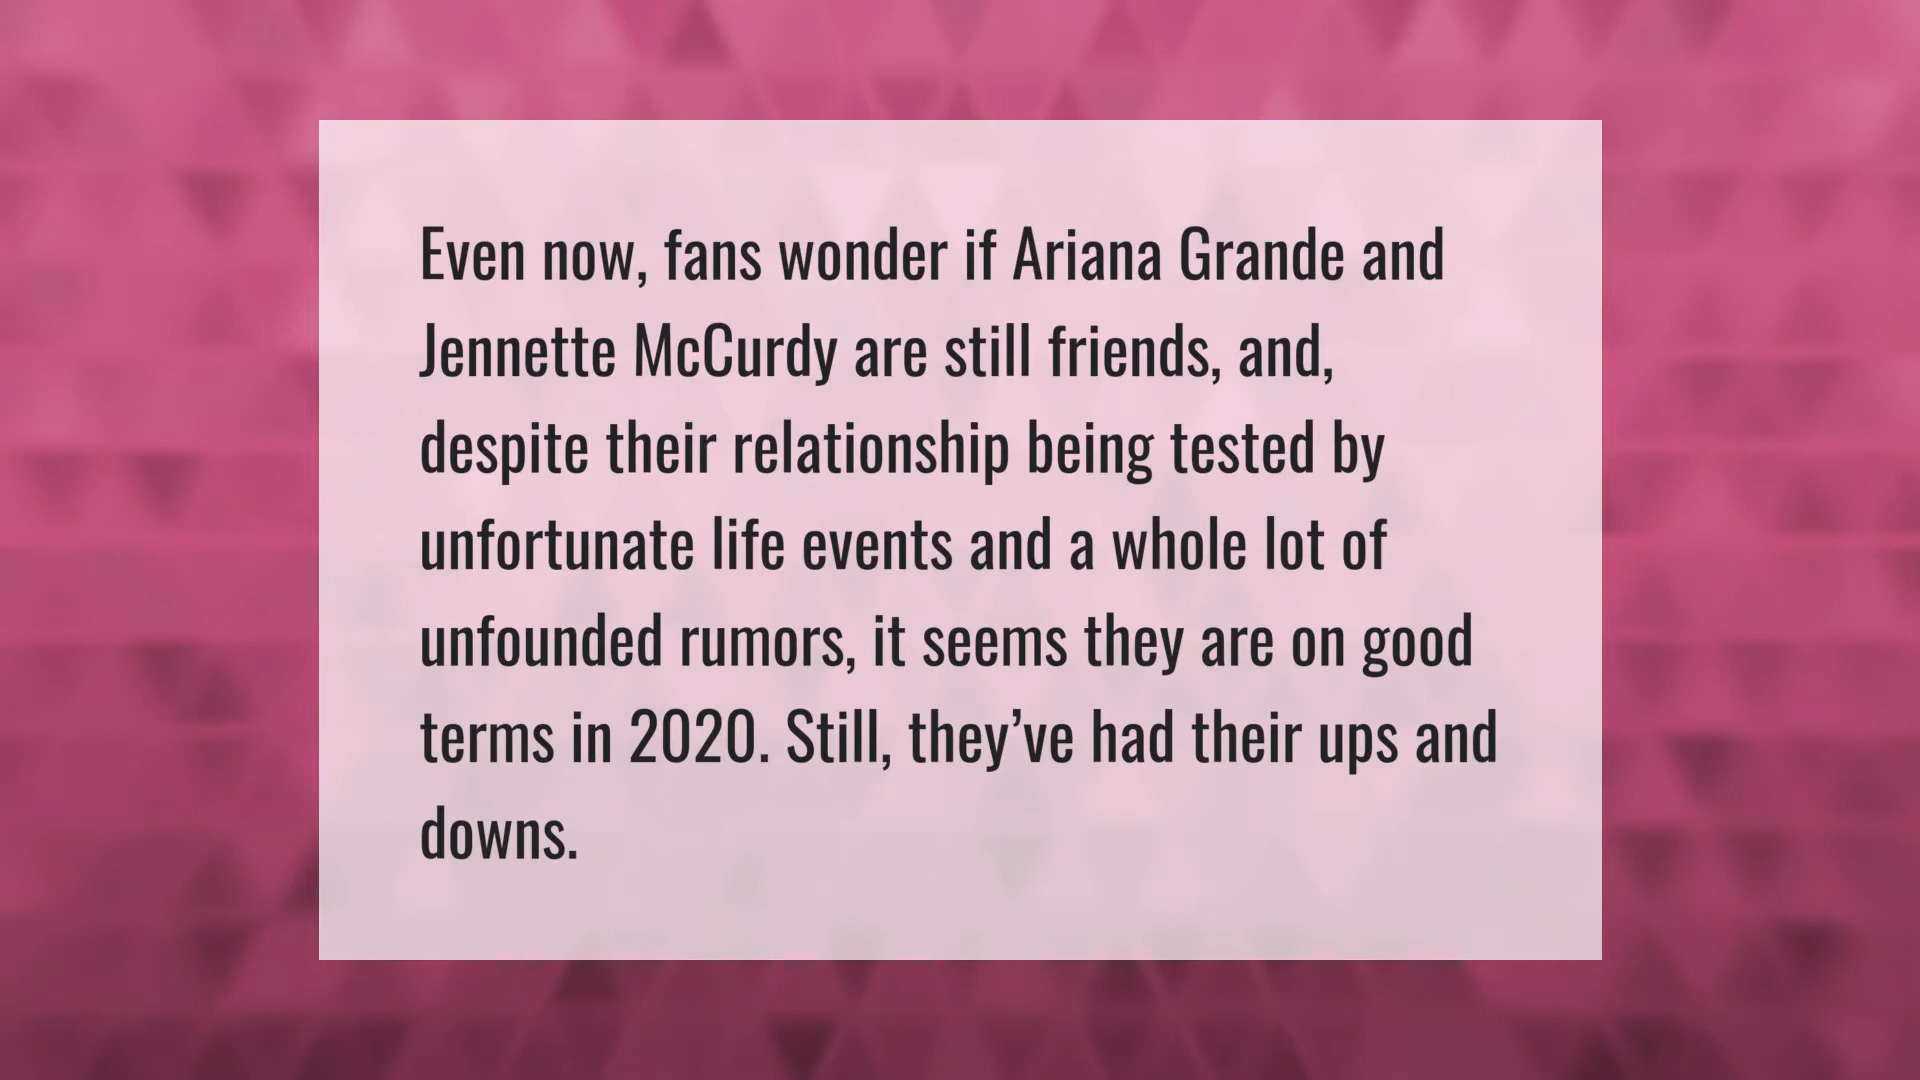 Even now, fans wonder if Ariana Grande and
Jennette McCurdy are still friends, and,
despite their relationship being tested by
unfortunate life events and a whole lot of
unfounded rumors, it seems they are on good
terms in 2020. Still, they’ve had their ups and
downs.